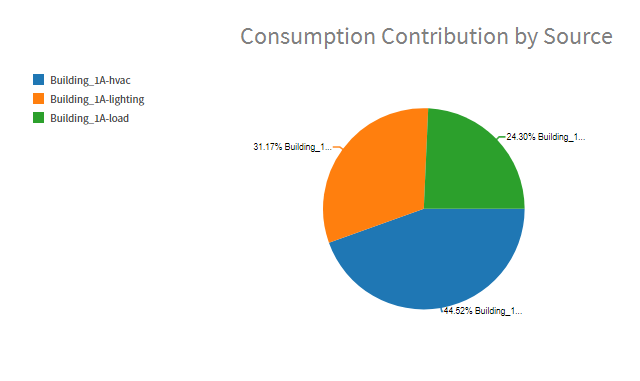 Consumption Contribution by Source
Building_1A-hvac
Building_1A-lighting
Building_1A-load
24.30% Building_1...
31.17% Building_1...
44.52% Building_1...